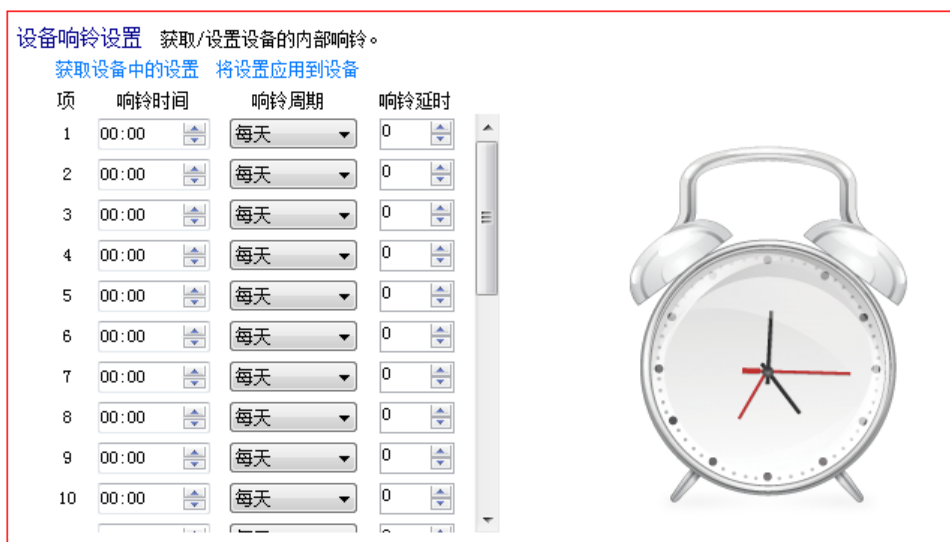 设备响铃设置 获取/设置设备的内部响铃。
获取设备中的设置 将设置应用到设备
项 响铃时间 响铃周期 响铃延时
1 00:00 每天 0
2 00:00 每天 0
3 00:00 每天 0
4 00:00 每天 0
5 00:00 每天 0
6 00:00 每天 0
7 00:00 每天 0
8 00:00 每天 0
9 00:00 每天 0
10 00:00 每天 0